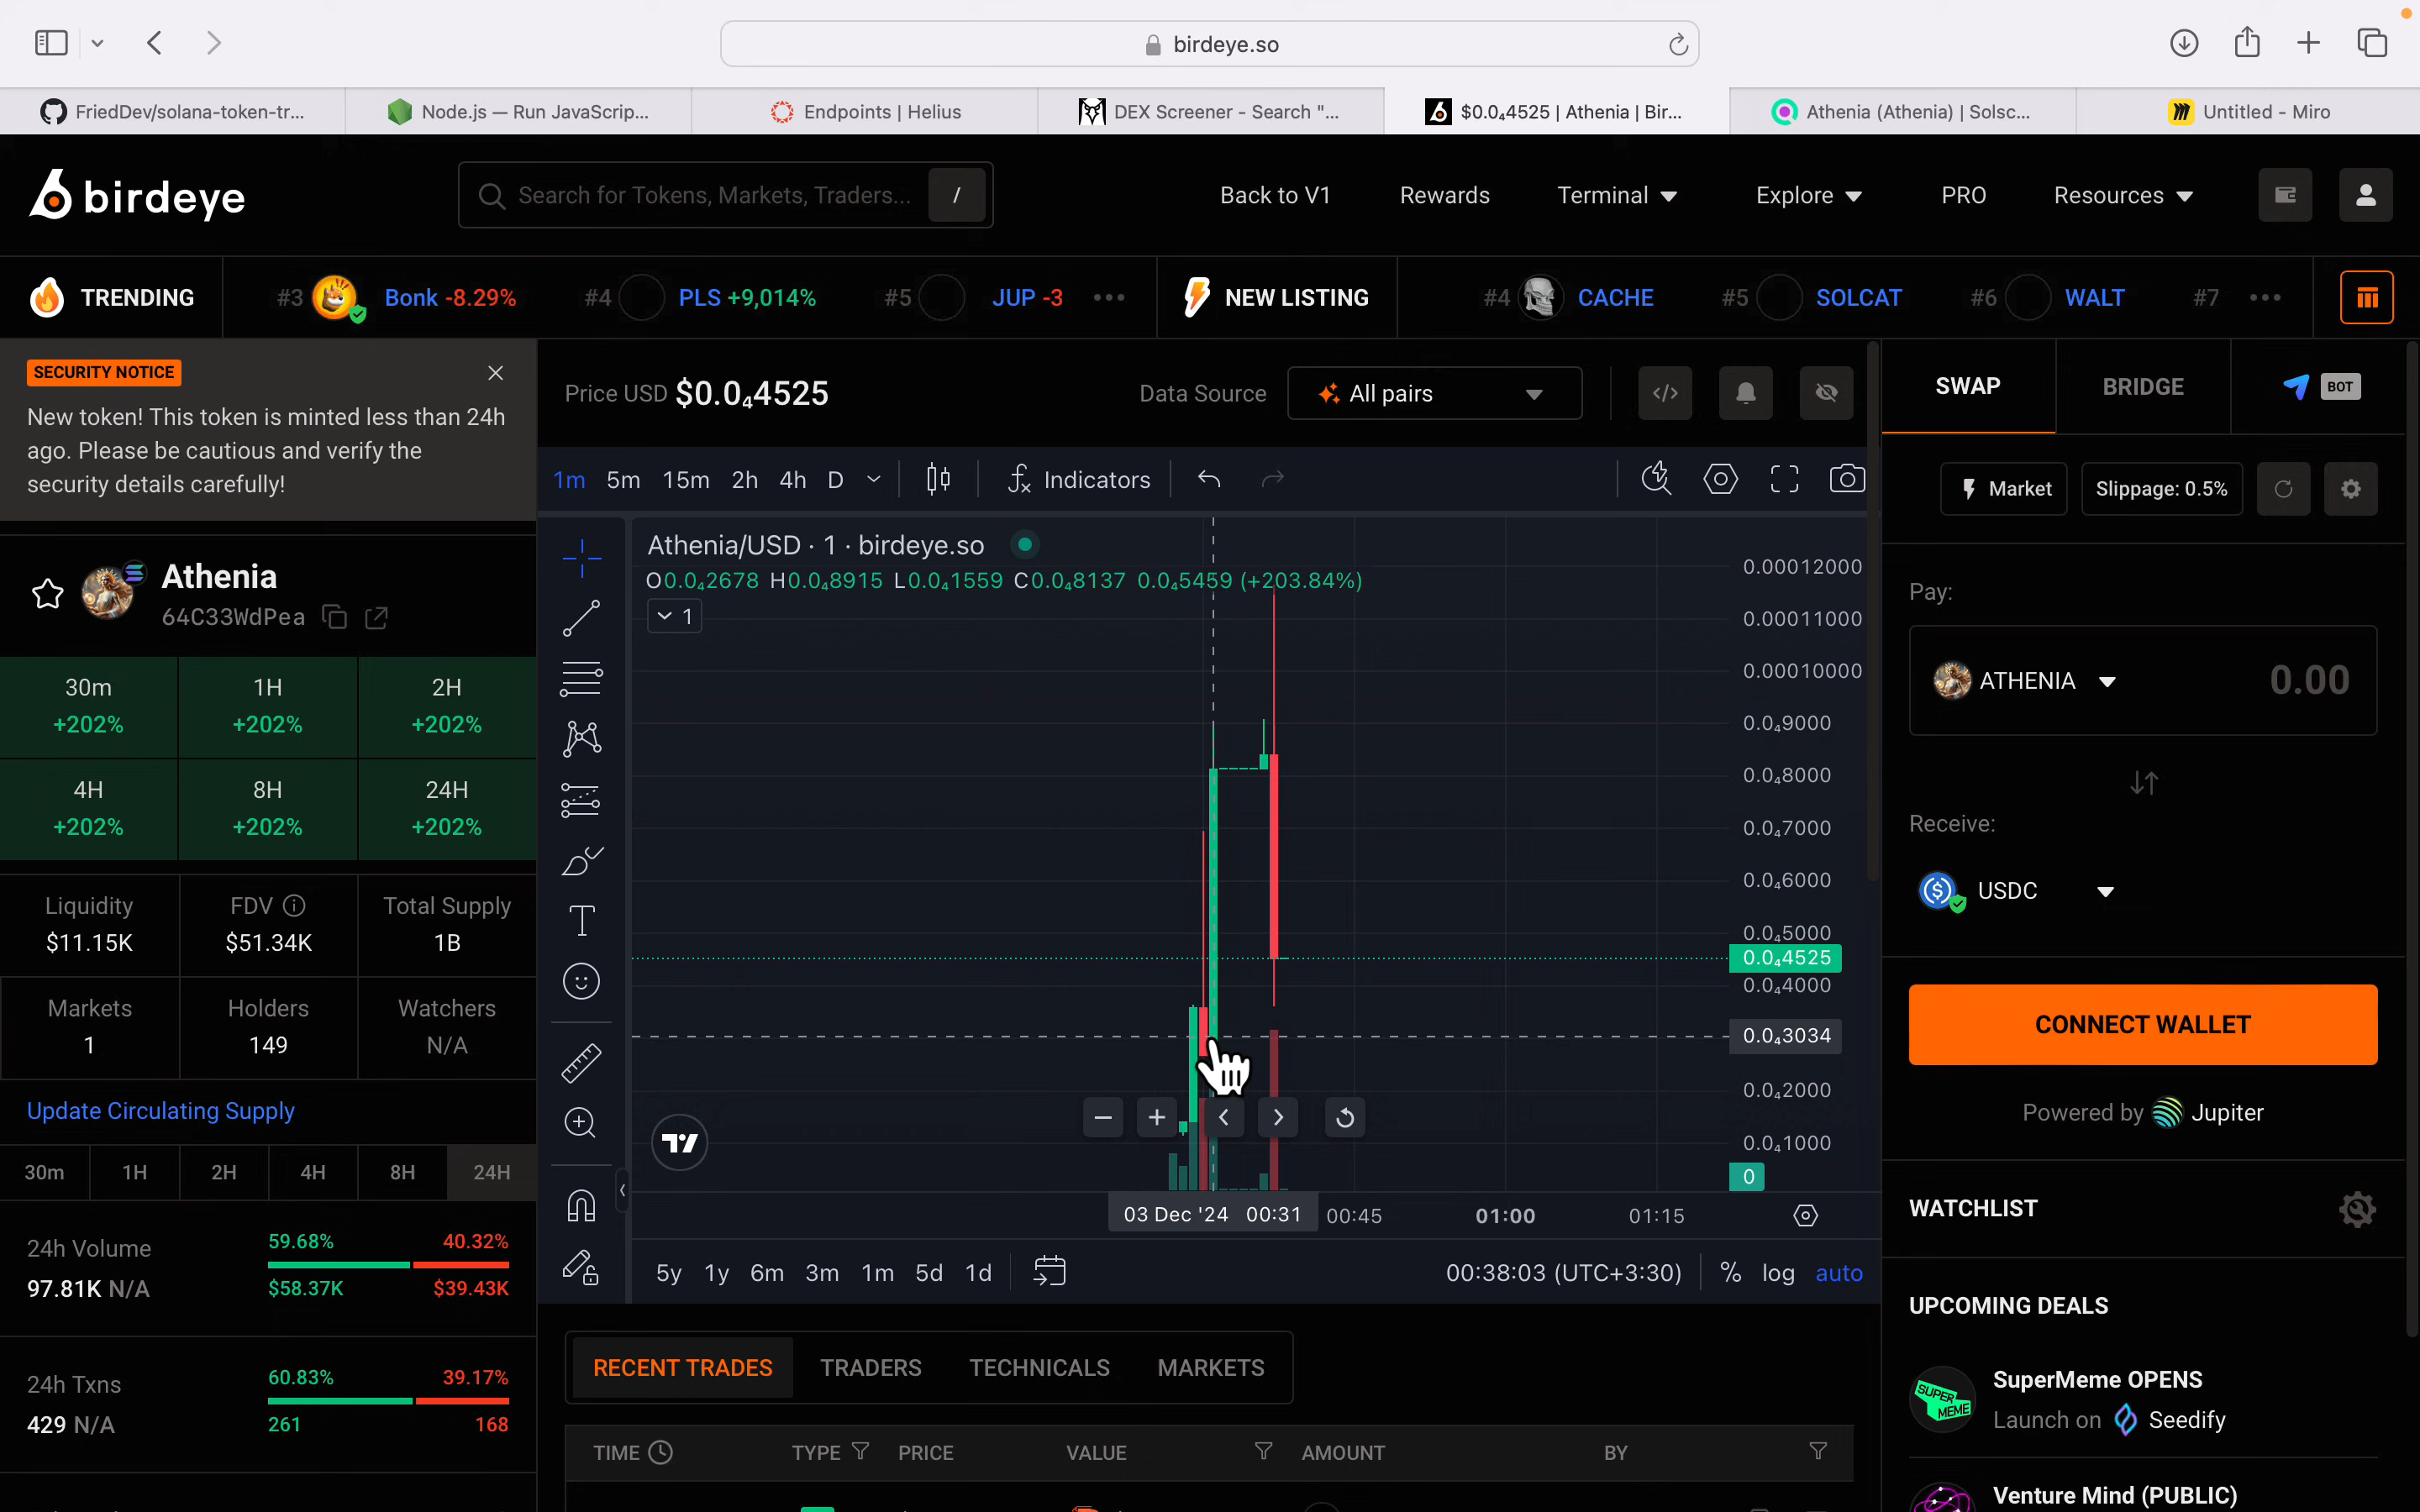 birdeye.so
FriedDev/solana-token-tr...
Node.js — Run JavaScrip...
Endpoints | Helius
DEX Screener - Search "...
$0.0₄4525 | Athenia | Bir...
Athenia (Athenia) | Solsc...
Untitled - Miro
birdeye
Search for Tokens, Markets, Traders...
/
Back to V1
Rewards
Terminal
Explore
PRO
Resources
TRENDING
#3 Bonk -8.29%
#4 PLS +9,014%
#5 JUP -3
NEW LISTING
#4 CACHE
#5 SOLCAT
#6 WALT
#7
SECURITY NOTICE
New token! This token is minted less than 24h
ago. Please be cautious and verify the
security details carefully!
Athenia
64C33WdPea
30m 1H 2H
+202% +202% +202%
4H 8H 24H
+202% +202% +202%
Liquidity FDV Total Supply
$11.15K $51.34K 1B
Markets Holders Watchers
1 149 N/A
Update Circulating Supply
30m 1H 2H 4H 8H 24H
24h Volume 59.68% 40.32%
97.81K N/A $58.37K $39.43K
24h Txns 60.83% 39.17%
429 N/A 261 168
Price USD $0.0₄4525
Data Source All pairs
1m 5m 15m 2h 4h D Indicators
Athenia/USD · 1 · birdeye.so
O0.0₄2678 H0.0₄8915 L0.0₄1559 C0.0₄8137 0.0₄5459 (+203.84%)
1
0.00012000
0.00011000
0.00010000
0.0₄9000
0.0₄8000
0.0₄7000
0.0₄6000
0.0₄5000
0.0₄4525
0.0₄4000
0.0₄3034
0.0₄2000
0.0₄1000
0
03 Dec '24 00:31 00:45 01:00 01:15
5y 1y 6m 3m 1m 5d 1d
00:38:03 (UTC+3:30) % log auto
RECENT TRADES TRADERS TECHNICALS MARKETS
TIME TYPE PRICE VALUE AMOUNT BY
SWAP BRIDGE BOT
Market Slippage: 0.5%
Pay:
ATHENIA 0.00
Receive:
USDC
CONNECT WALLET
Powered by Jupiter
WATCHLIST
UPCOMING DEALS
SUPER MEME
SuperMeme OPENS
Launch on Seedify
Venture Mind (PUBLIC)